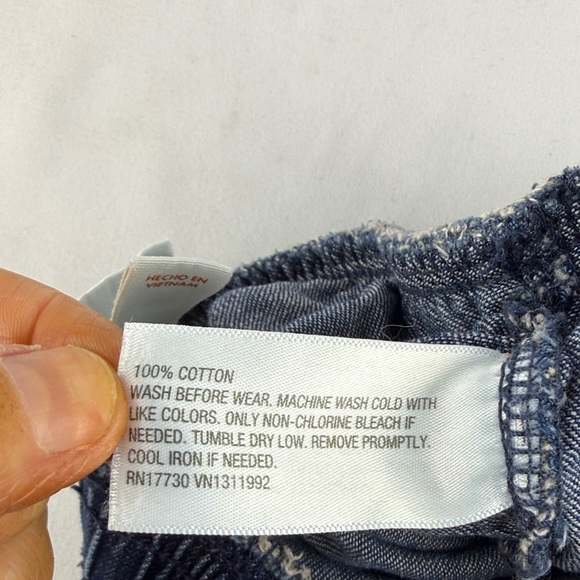 HECHO EN
VIETNAM
100% COTTON
WASH BEFORE WEAR. MACHINE WASH COLD WITH
LIKE COLORS. ONLY NON-CHLORINE BLEACH IF
NEEDED. TUMBLE DRY LOW. REMOVE PROMPTLY.
COOL IRON IF NEEDED.
RN17730 VN1311992